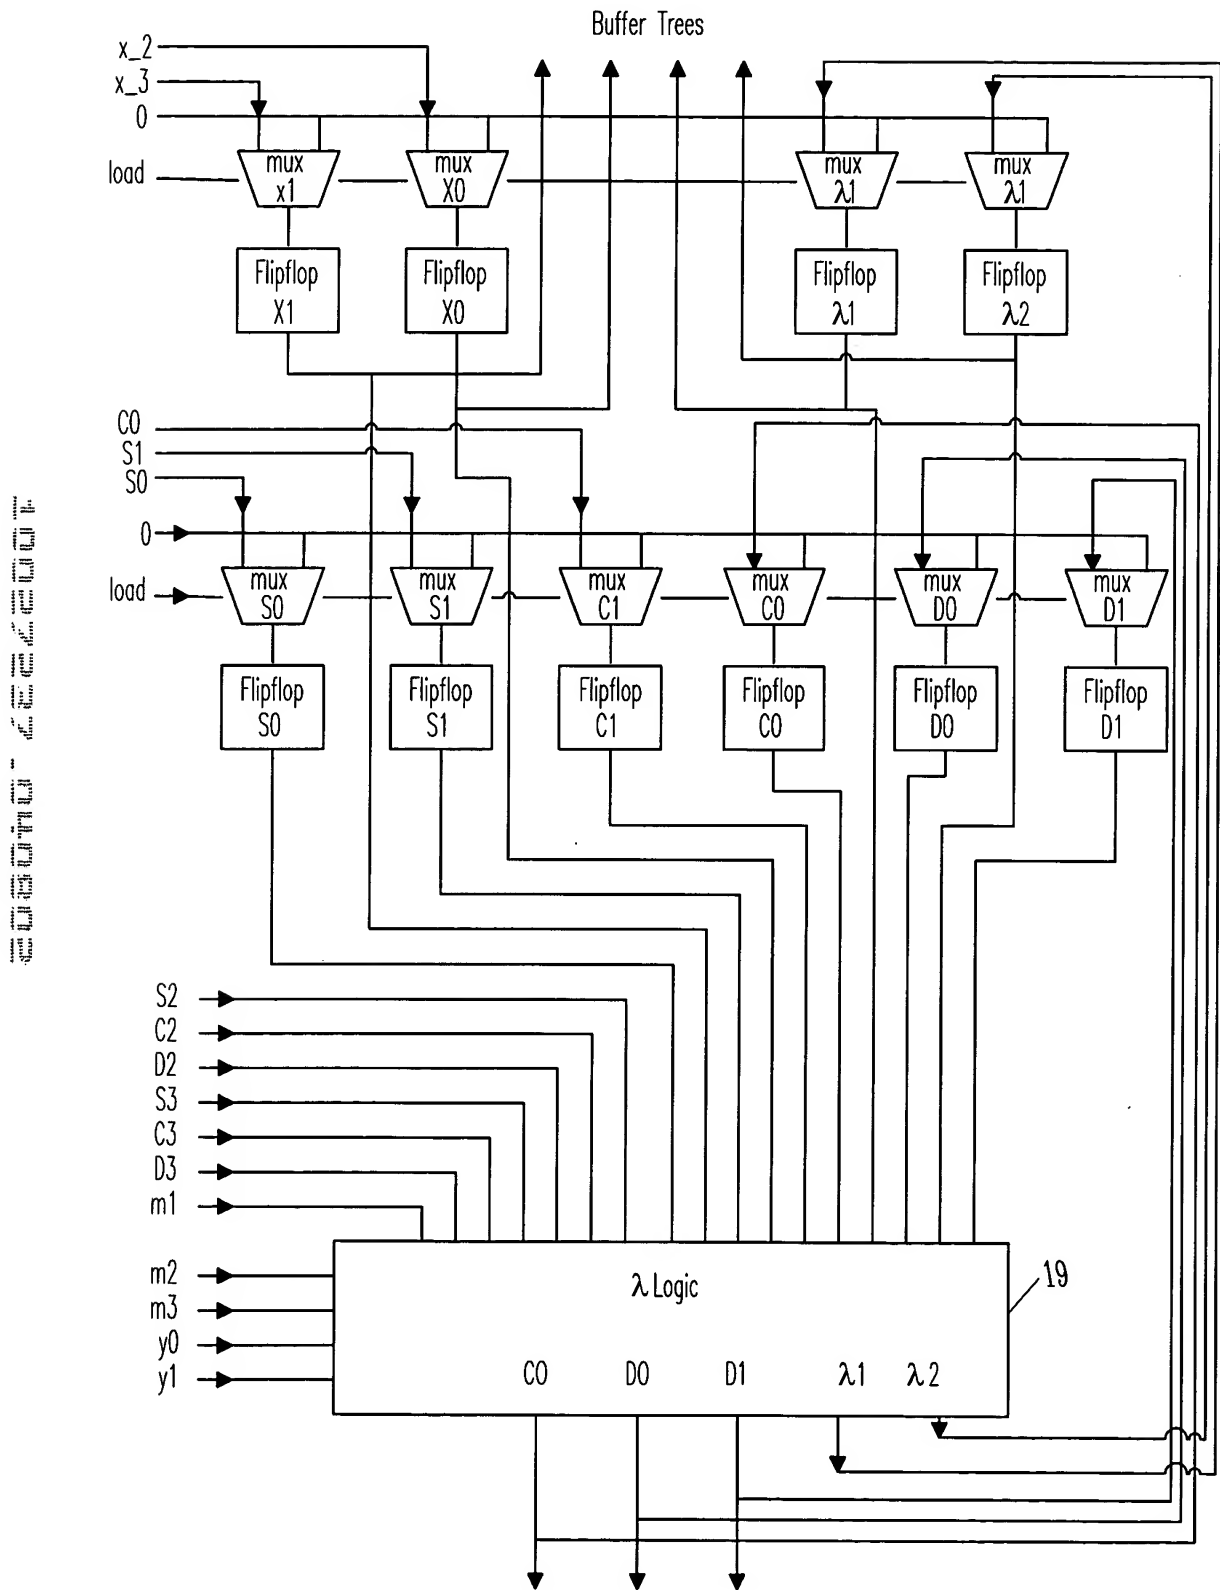 Buffer Trees
x_2
x_3
0
load
mux x1
mux X0
mux λ1
mux λ1
Flipflop X1
Flipflop X0
Flipflop λ1
Flipflop λ2
C0
S1
S0
0
load
mux S0
mux S1
mux C1
mux C0
mux D0
mux D1
Flipflop S0
Flipflop S1
Flipflop C1
Flipflop C0
Flipflop D0
Flipflop D1
S2
C2
D2
S3
C3
D3
m1
m2
m3
y0
y1
λ Logic
19
C0 D0 D1 λ1 λ2